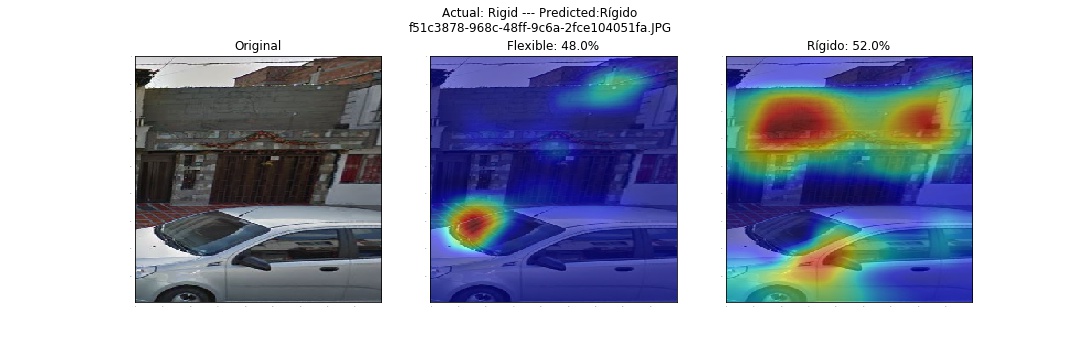 Actual: Rigid --- Predicted:Rígido
f51c3878-968c-48ff-9c6a-2fce104051fa.JPG
Original
Flexible: 48.0%
Rígido: 52.0%